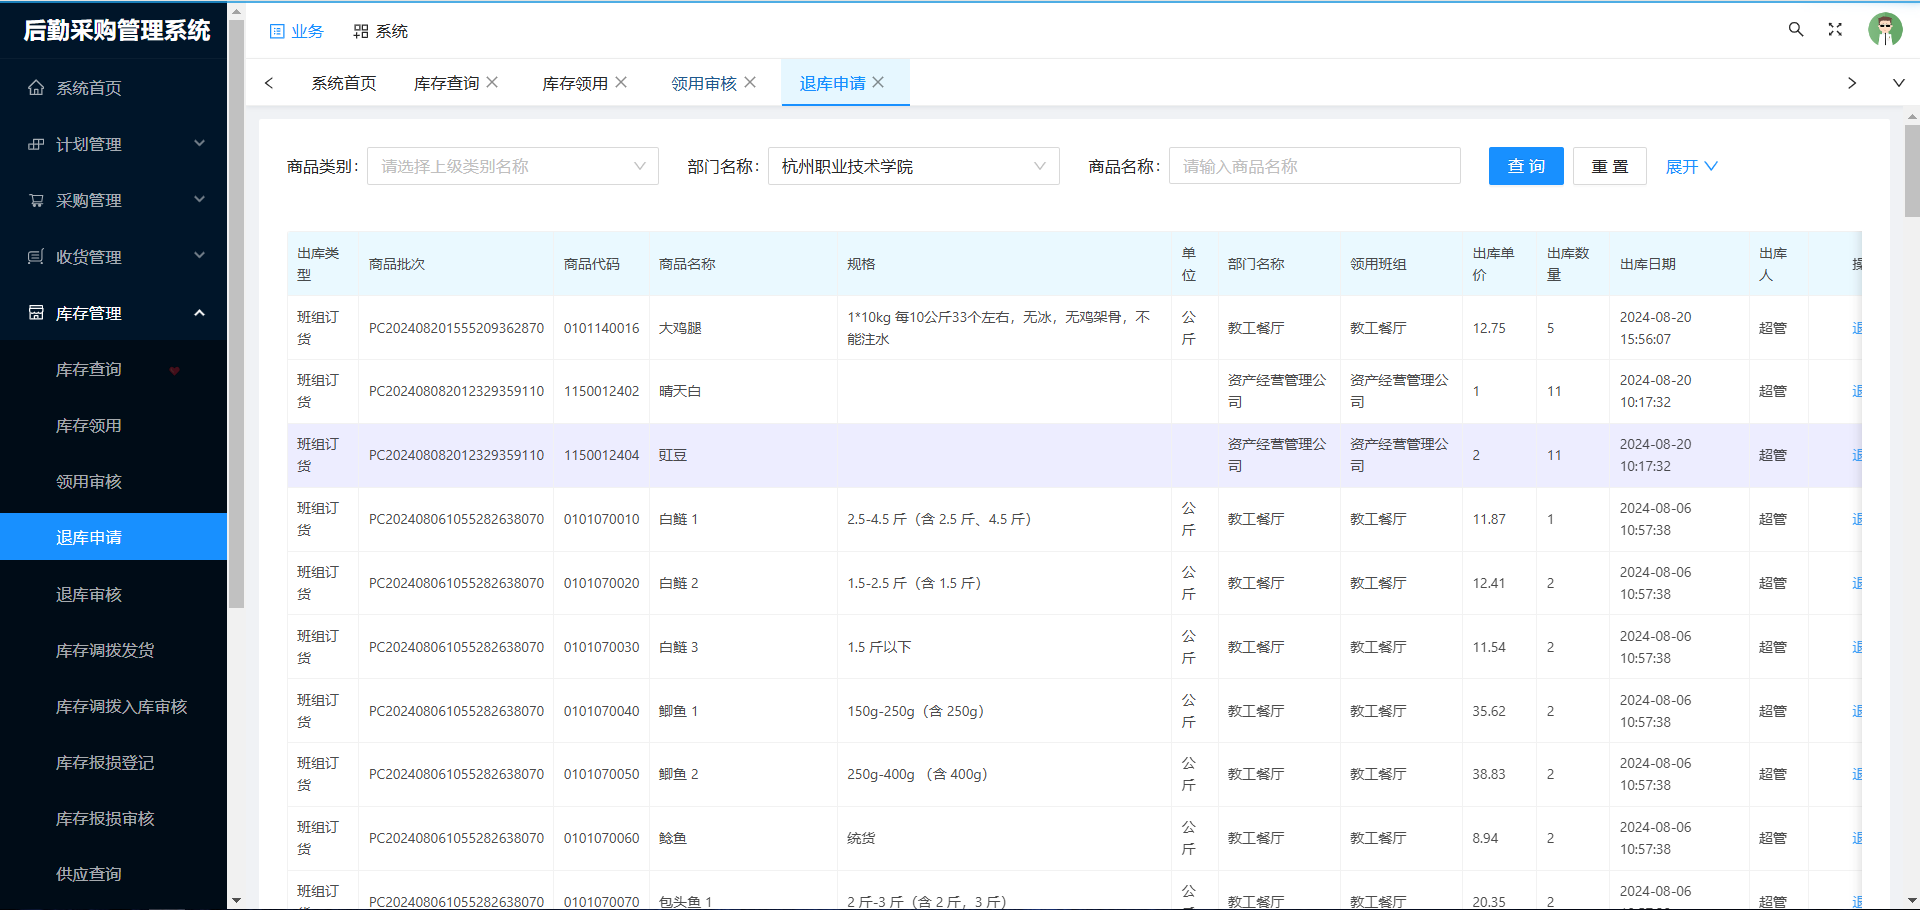 后勤采购管理系统
业务
系统
系统首页
库存查询
库存领用
领用审核
退库申请
系统首页
计划管理
采购管理
收货管理
库存管理
库存查询
库存领用
领用审核
退库申请
退库审核
库存调拨发货
库存调拨入库审核
库存报损登记
库存报损审核
供应查询
商品类别： 请选择上级类别名称 部门名称： 杭州职业技术学院 商品名称： 请输入商品名称 查 询 重 置 展开
出库类型 商品批次 商品代码 商品名称 规格 单位 部门名称 领用班组 出库单价 出库数量 出库日期 出库人
班组订货 PC202408201555209362870 0101140016 大鸡腿 1*10kg 每10公斤33个左右，无冰，无鸡架骨，不能注水 公斤 教工餐厅 教工餐厅 12.75 5 2024-08-20 15:56:07 超管
班组订货 PC202408082012329359110 1150012402 晴天白 资产经营管理公司 资产经营管理公司 1 11 2024-08-20 10:17:32 超管
班组订货 PC202408082012329359110 1150012404 豇豆 资产经营管理公司 资产经营管理公司 2 11 2024-08-20 10:17:32 超管
班组订货 PC202408061055282638070 0101070010 白鲢 1 2.5-4.5 斤（含 2.5 斤、4.5 斤） 公斤 教工餐厅 教工餐厅 11.87 1 2024-08-06 10:57:38 超管
班组订货 PC202408061055282638070 0101070020 白鲢 2 1.5-2.5 斤（含 1.5 斤） 公斤 教工餐厅 教工餐厅 12.41 2 2024-08-06 10:57:38 超管
班组订货 PC202408061055282638070 0101070030 白鲢 3 1.5 斤以下 公斤 教工餐厅 教工餐厅 11.54 2 2024-08-06 10:57:38 超管
班组订货 PC202408061055282638070 0101070040 鲫鱼 1 150g-250g（含 250g） 公斤 教工餐厅 教工餐厅 35.62 2 2024-08-06 10:57:38 超管
班组订货 PC202408061055282638070 0101070050 鲫鱼 2 250g-400g （含 400g） 公斤 教工餐厅 教工餐厅 38.83 2 2024-08-06 10:57:38 超管
班组订货 PC202408061055282638070 0101070060 鲶鱼 统货 公斤 教工餐厅 教工餐厅 8.94 2 2024-08-06 10:57:38 超管
班组订 PC202408061055282638070 0101070070 包头鱼 1 2 斤-3 斤（含 2 斤，3 斤） 公 教工餐厅 教工餐厅 20.35 2 2024-08-06 超管